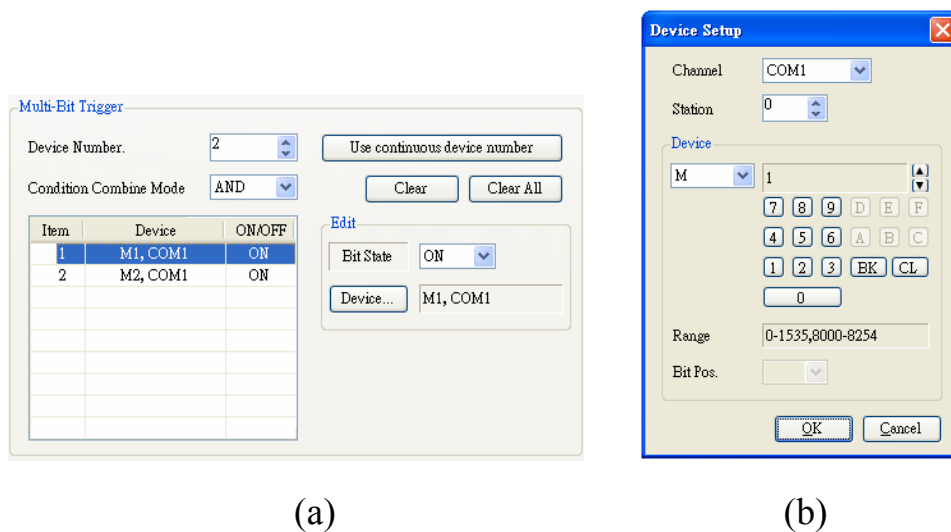 Multi-Bit Trigger
Device Number. 2 Use continuous device number
Condition Combine Mode AND Clear Clear All
Item Device ON/OFF
1 M1, COM1 ON
2 M2, COM1 ON
Edit
Bit State ON
Device... M1, COM1
(a)
Device Setup
Channel COM1
Station 0
Device
M 1
7 8 9 D E F
4 5 6 A B C
1 2 3 BK CL
0
Range 0-1535,8000-8254
Bit Pos.
OK Cancel
(b)